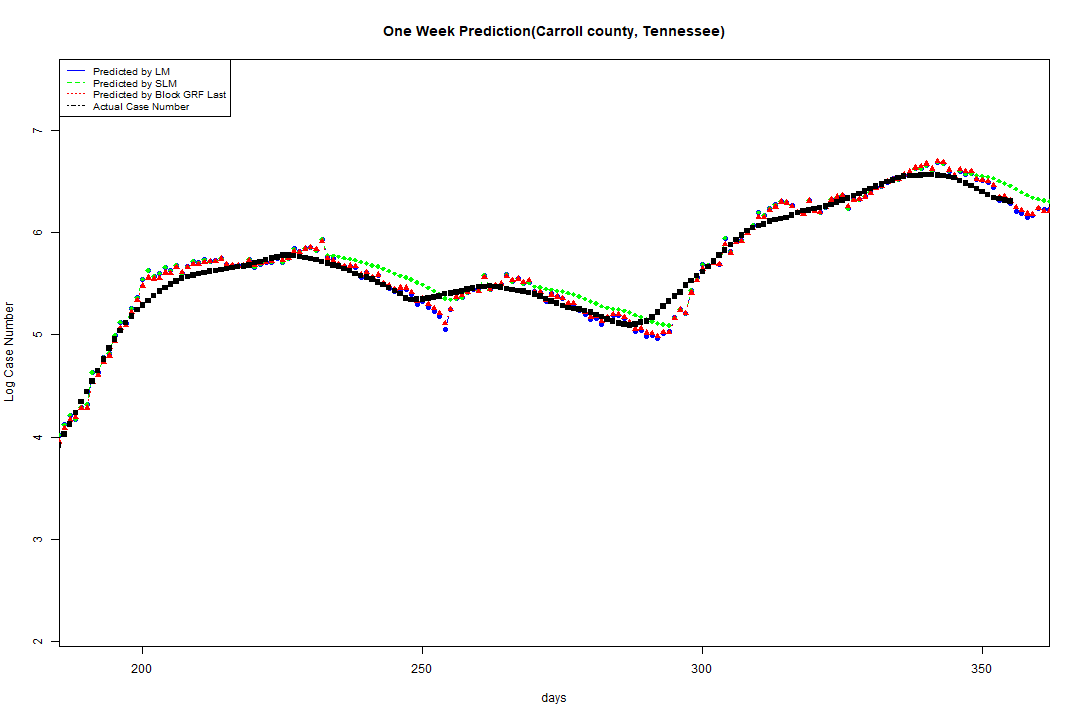 One Week Prediction(Carroll county, Tennessee)
Predicted by LM
Predicted by SLM
Predicted by Block GRF Last
Actual Case Number
7
6
5
4
3
2
Log Case Number
200 250 300 350
days